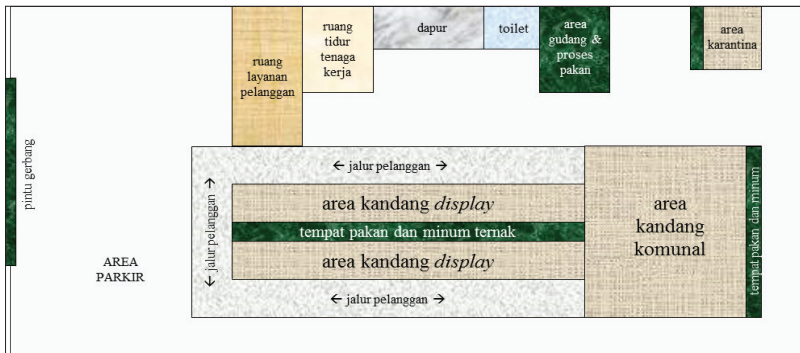 ruang
layanan
pelanggan
ruang
tidur
tenaga
kerja
dapur
toilet
area
gudang &
proses
pakan
area
karantina
pintu gerbang
AREA
PARKIR
← jalur pelanggan →
← jalur pelanggan →
area kandang display
tempat pakan dan minum ternak
area kandang display
← jalur pelanggan →
area
kandang
komunal
tempat pakan dan minum